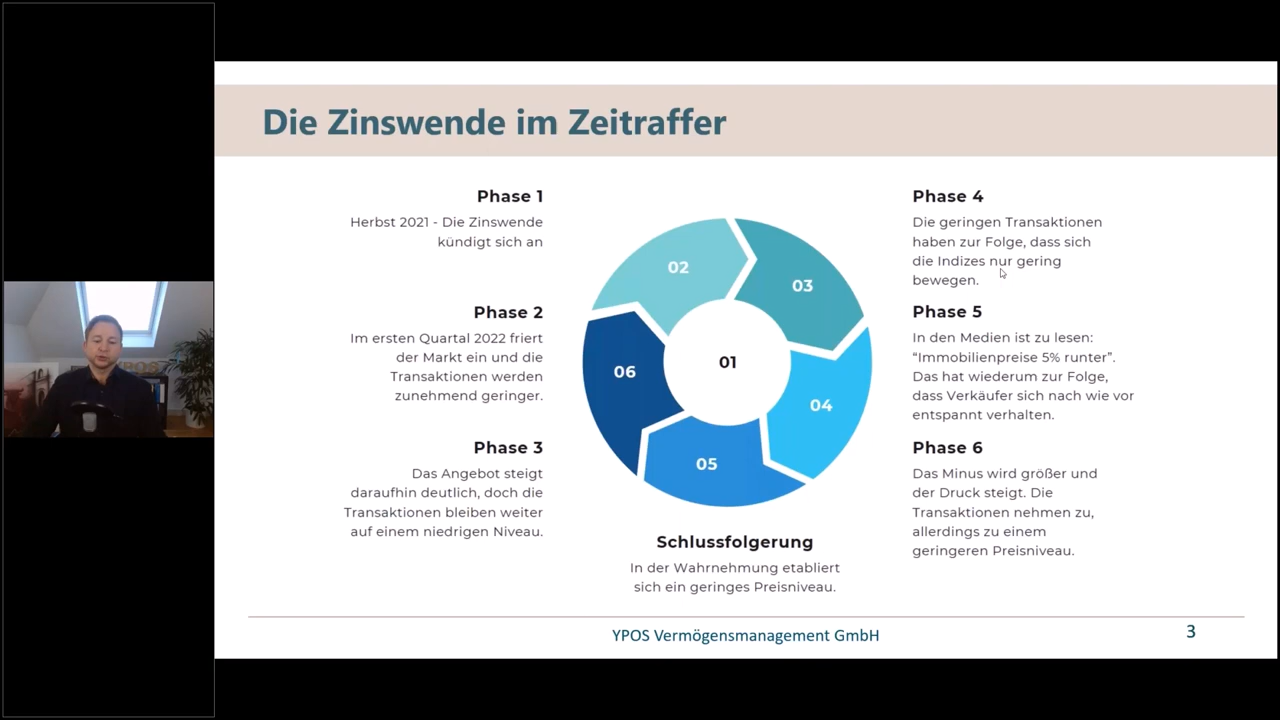 Die Zinswende im Zeitraffer
Phase 1
Herbst 2021 - Die Zinswende
kündigt sich an
Phase 2
Im ersten Quartal 2022 friert
der Markt ein und die
Transaktionen werden
zunehmend geringer.
Phase 3
Das Angebot steigt
daraufhin deutlich, doch die
Transaktionen bleiben weiter
auf einem niedrigen Niveau.
01
02
03
04
05
06
Phase 4
Die geringen Transaktionen
haben zur Folge, dass sich
die Indizes nur gering
bewegen.
Phase 5
In den Medien ist zu lesen:
“Immobilienpreise 5% runter”.
Das hat wiederum zur Folge,
dass Verkäufer sich nach wie vor
entspannt verhalten.
Phase 6
Das Minus wird größer und
der Druck steigt. Die
Transaktionen nehmen zu,
allerdings zu einem
geringeren Preisniveau.
Schlussfolgerung
In der Wahrnehmung etabliert
sich ein geringes Preisniveau.
YPOS Vermögensmanagement GmbH
3